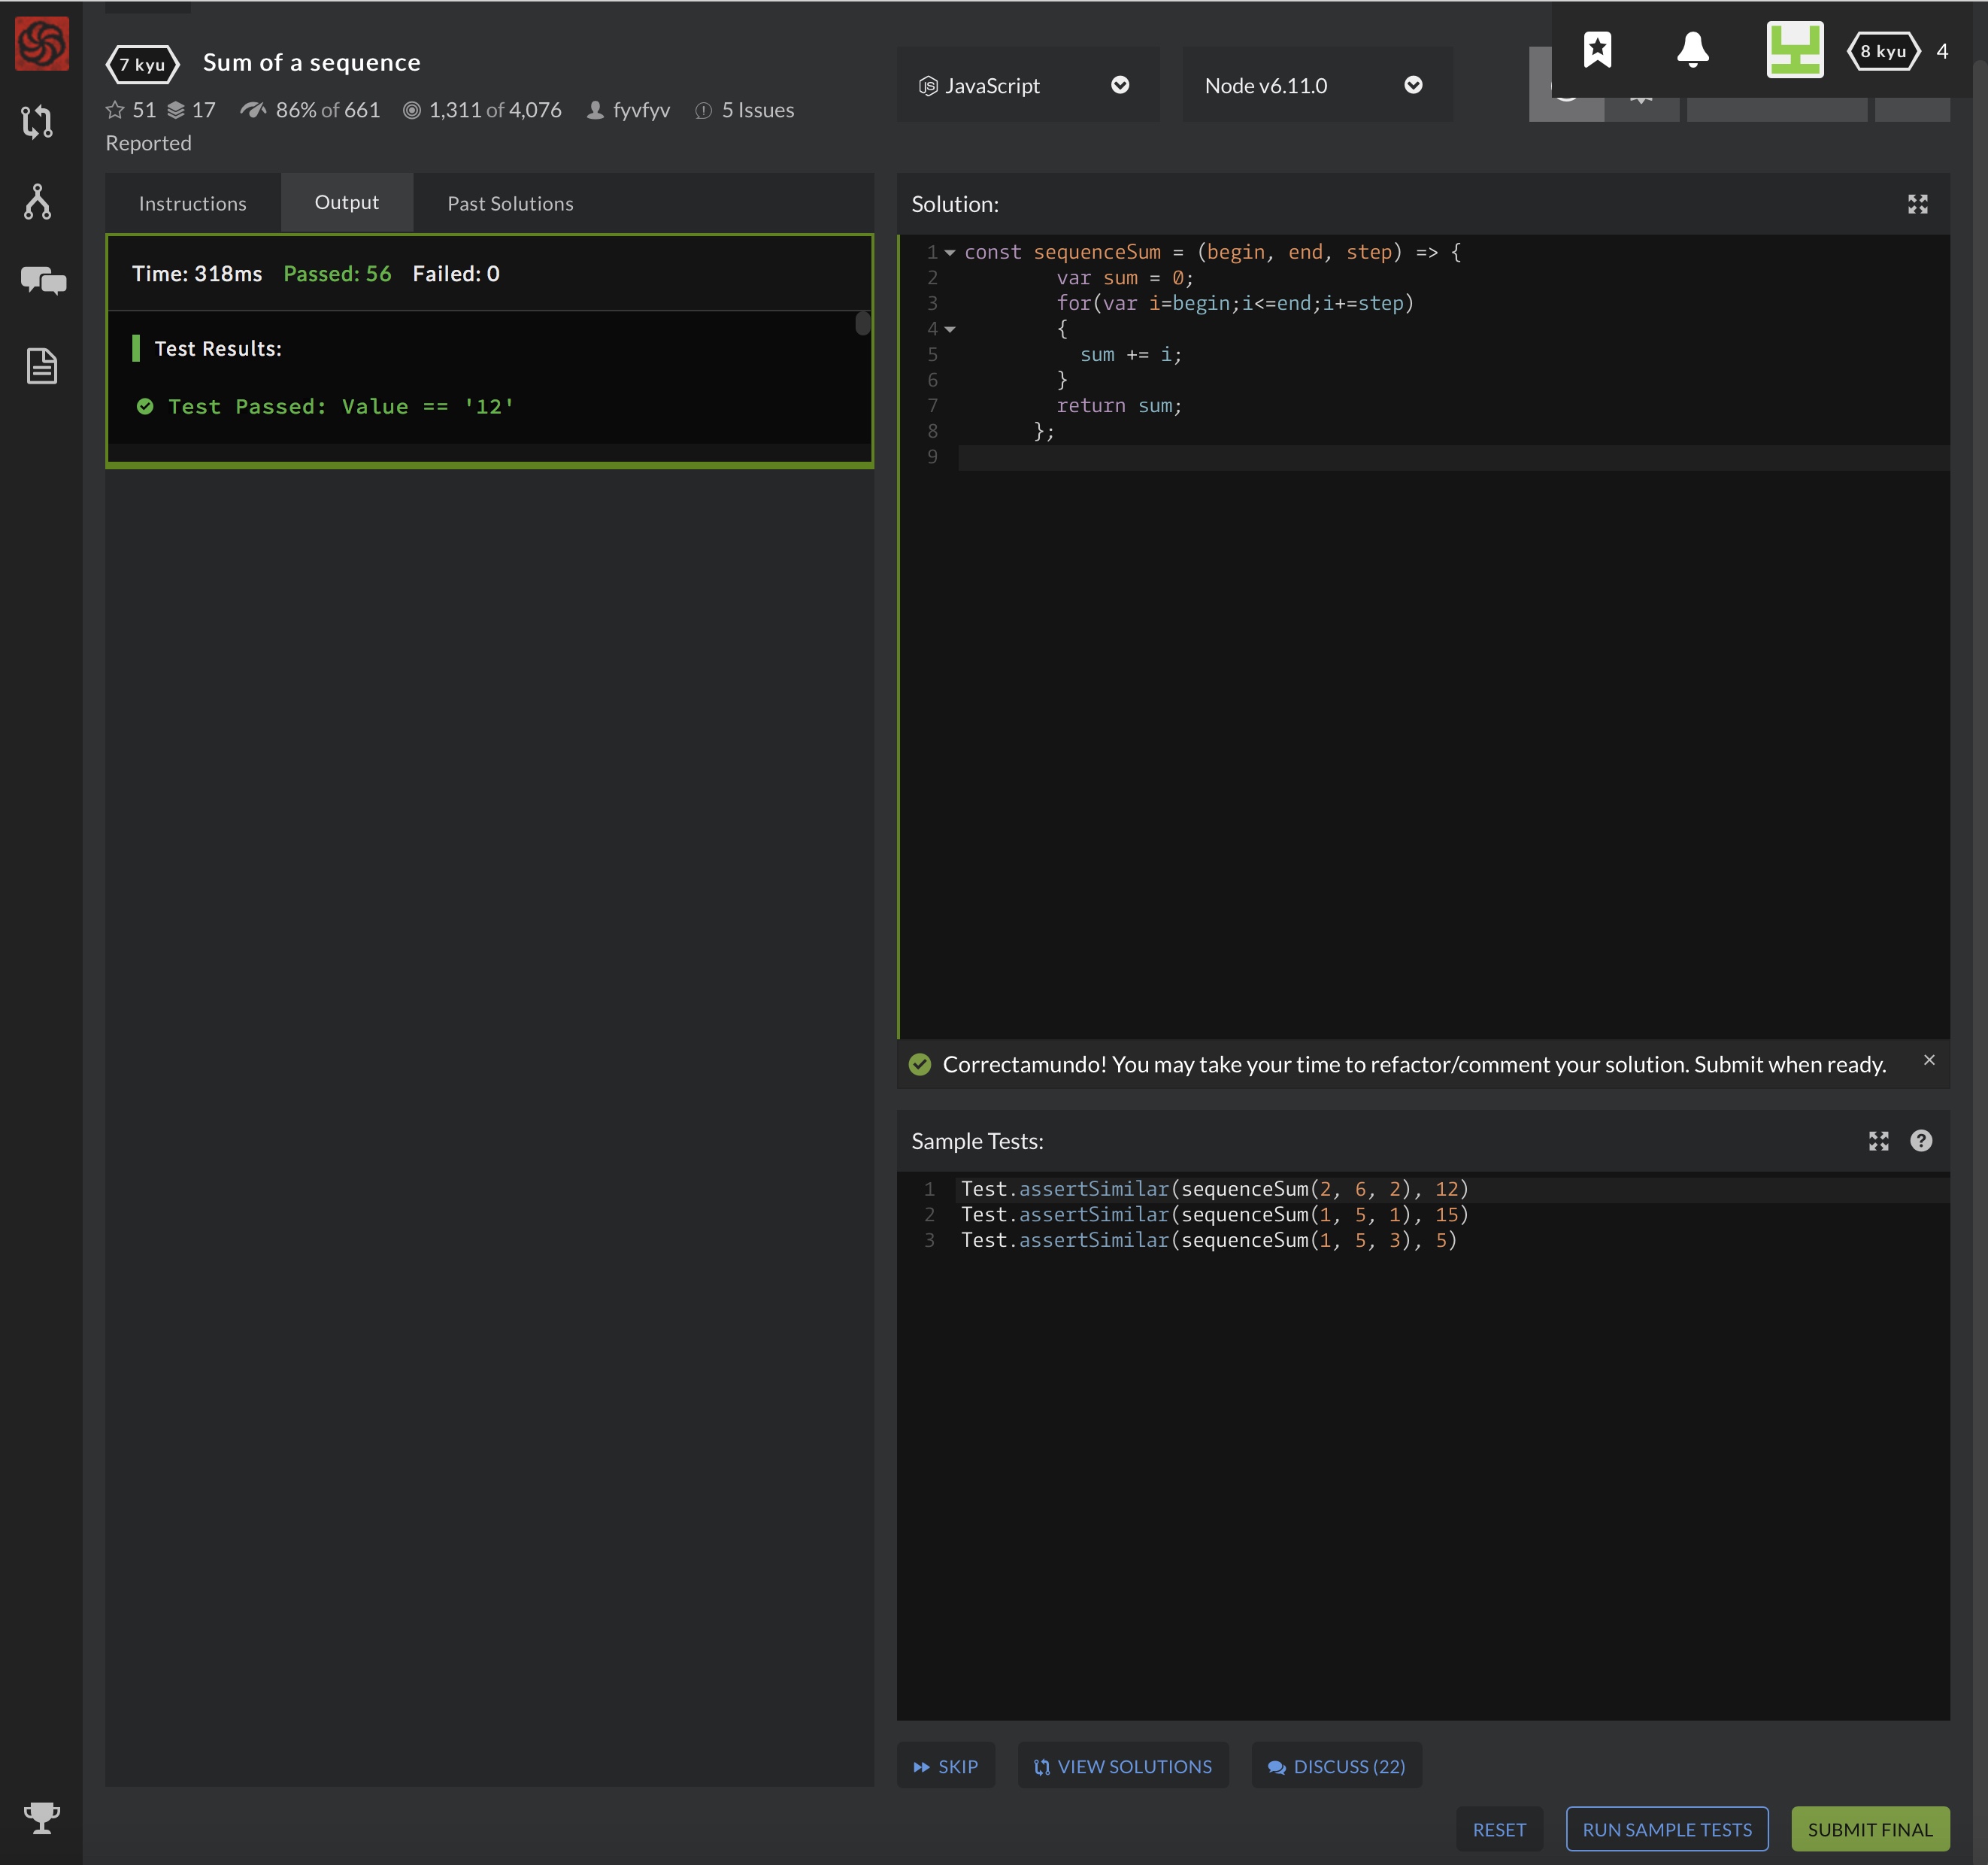 7 kyu Sum of a sequence
51 17 86% of 661 1,311 of 4,076 fyvfyv 5 Issues
Reported
JavaScript Node v6.11.0
8 kyu 4
Instructions Output Past Solutions
Time: 318ms Passed: 56 Failed: 0
Test Results:
Test Passed: Value == '12'
Solution:
1 const sequenceSum = (begin, end, step) => {
2 var sum = 0;
3 for(var i=begin;i<=end;i+=step)
4 {
5 sum += i;
6 }
7 return sum;
8 };
9
Correctamundo! You may take your time to refactor/comment your solution. Submit when ready. ×
Sample Tests:
1 Test.assertSimilar(sequenceSum(2, 6, 2), 12)
2 Test.assertSimilar(sequenceSum(1, 5, 1), 15)
3 Test.assertSimilar(sequenceSum(1, 5, 3), 5)
SKIP VIEW SOLUTIONS DISCUSS (22)
RESET RUN SAMPLE TESTS SUBMIT FINAL